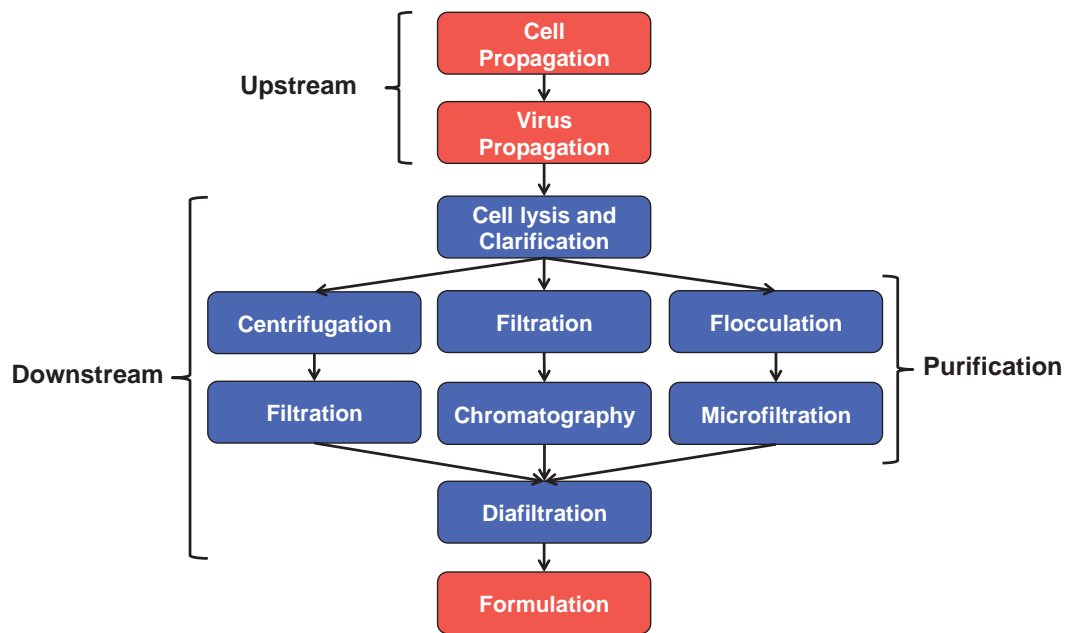 Cell
Propagation
Upstream
Virus
Propagation
Cell lysis and
Clarification
Centrifugation
Filtration
Flocculation
Downstream
Purification
Filtration
Chromatography
Microfiltration
Diafiltration
Formulation